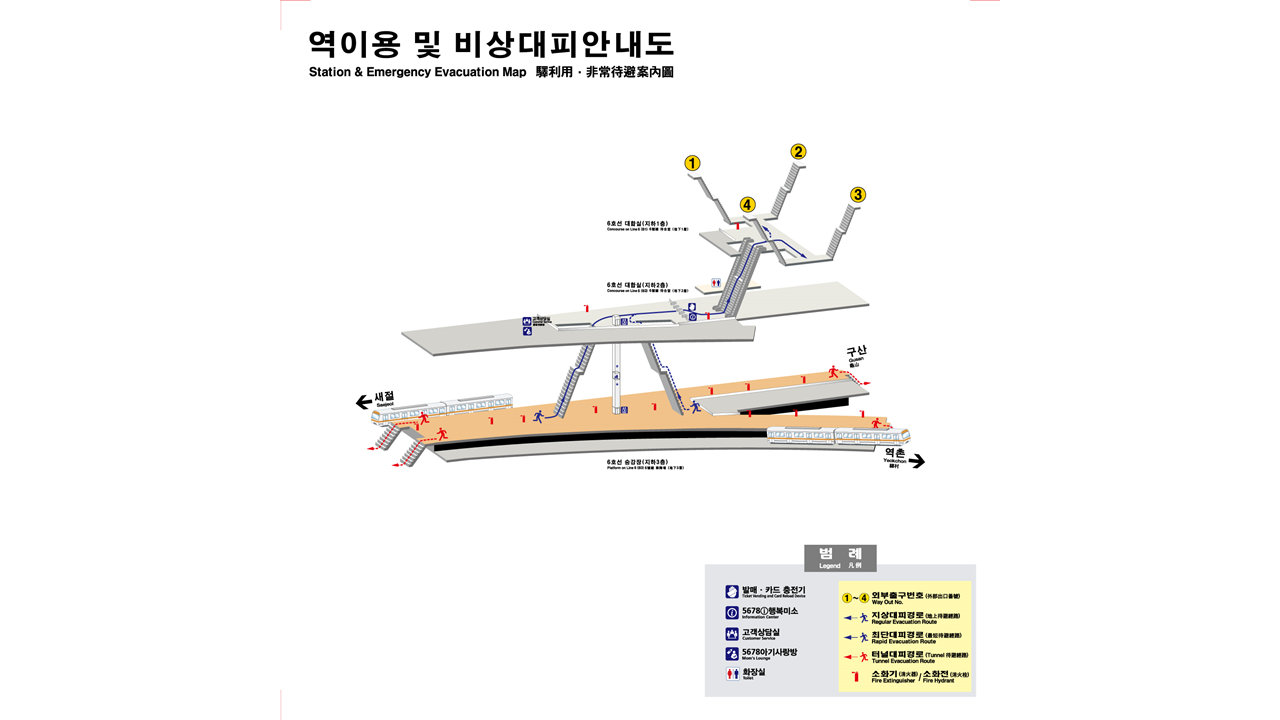 역이용 및 비상대피안내도
Station & Emergency Evacuation Map 驛利用 · 非常待避案內圖
1
2
3
4
6호선 대합실(지하1층)
Concourse on Line 6
6호선 대합실(지하2층)
Concourse on Line 6
고객상담실
구산
Gusan
龜山
새절
Saejeol
역촌
Yeokchon
驛村
6호선 승강장(지하3층)
Platform on Line 6
범 례
Legend 凡例
발매 · 카드 충전기
Ticket Vending and Card Reload Device
5678ⓘ행복미소
Information Center
고객상담실
Customer Service
5678아기사랑방
Mom's Lounge
화장실
Toilet
1 ~ 4 외부출구번호 (外部出口番號)
Way Out No.
지상대피경로 (地上待避經路)
Regular Evacuation Route
최단대피경로 (最短待避經路)
Rapid Evacuation Route
터널대피경로 (Tunnel 待避經路)
Tunnel Evacuation Route
소화기 (消火器) / 소화전 (消火栓)
Fire Extinguisher / Fire Hydrant